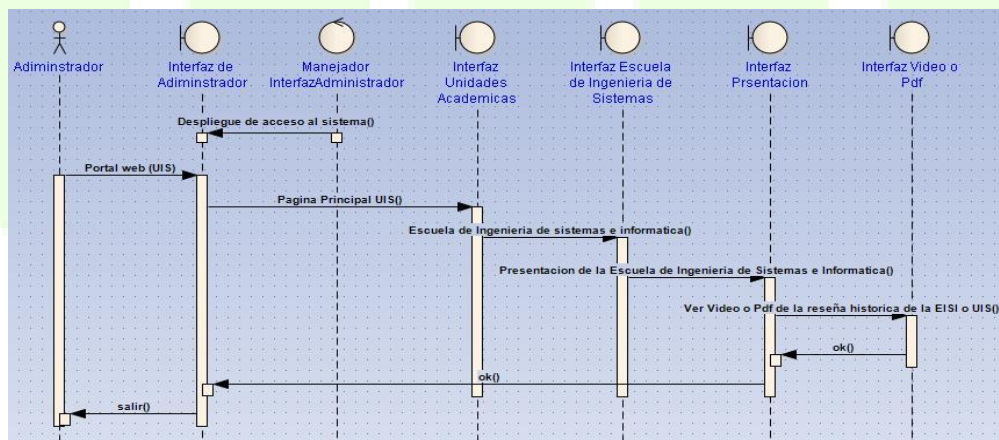 Adiminstrador
Interfaz de
Adiminstrador
Manejador
InterfazAdministrador
Interfaz
Unidades
Academicas
Interfaz Escuela
de Ingenieria de
Sistemas
Interfaz
Prsentacion
Interfaz Video o
Pdf
Despliegue de acceso al sistema()
Portal web (UIS)
Pagina Principal UIS()
Escuela de Ingenieria de sistemas e informatica()
Presentacion de la Escuela de Ingenieria de Sistemas e Informatica()
Ver Video o Pdf de la reseña historica de la EISI o UIS()
ok()
ok()
salir()